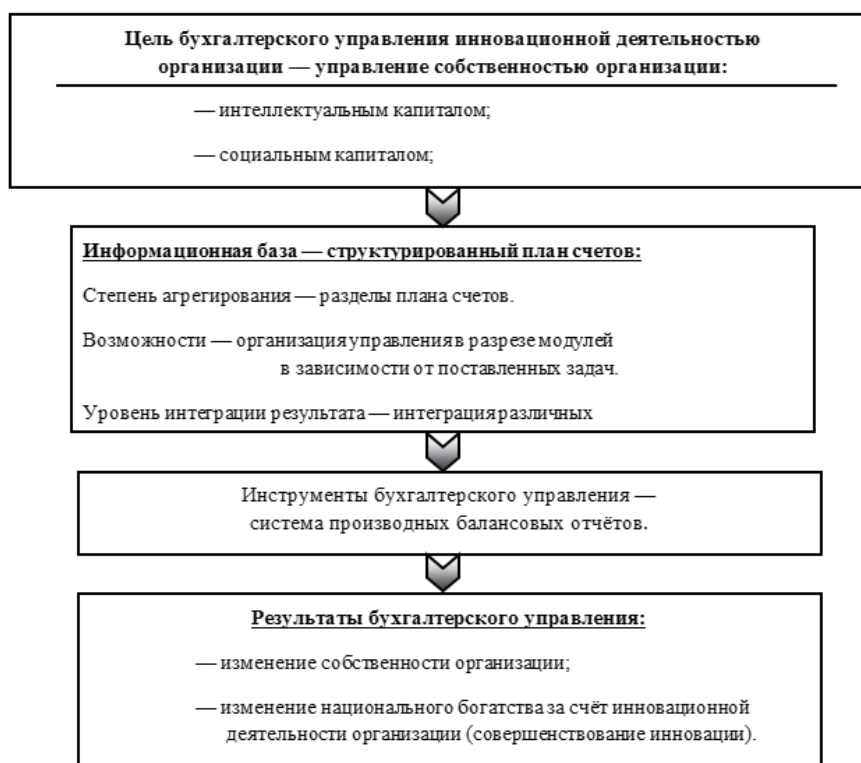 Цель бухгалтерского управления инновационной деятельностью
организации — управление собственностью организации:
— интеллектуальным капиталом;
— социальным капиталом;
Информационная база — структурированный план счетов:
Степень агрегирования — разделы плана счетов.
Возможности — организация управления в разрезе модулей
в зависимости от поставленных задач.
Уровень интеграции результата — интеграция различных
Инструменты бухгалтерского управления —
система производных балансовых отчётов.
Результаты бухгалтерского управления:
— изменение собственности организации;
— изменение национального богатства за счёт инновационной
деятельности организации (совершенствование инновации).